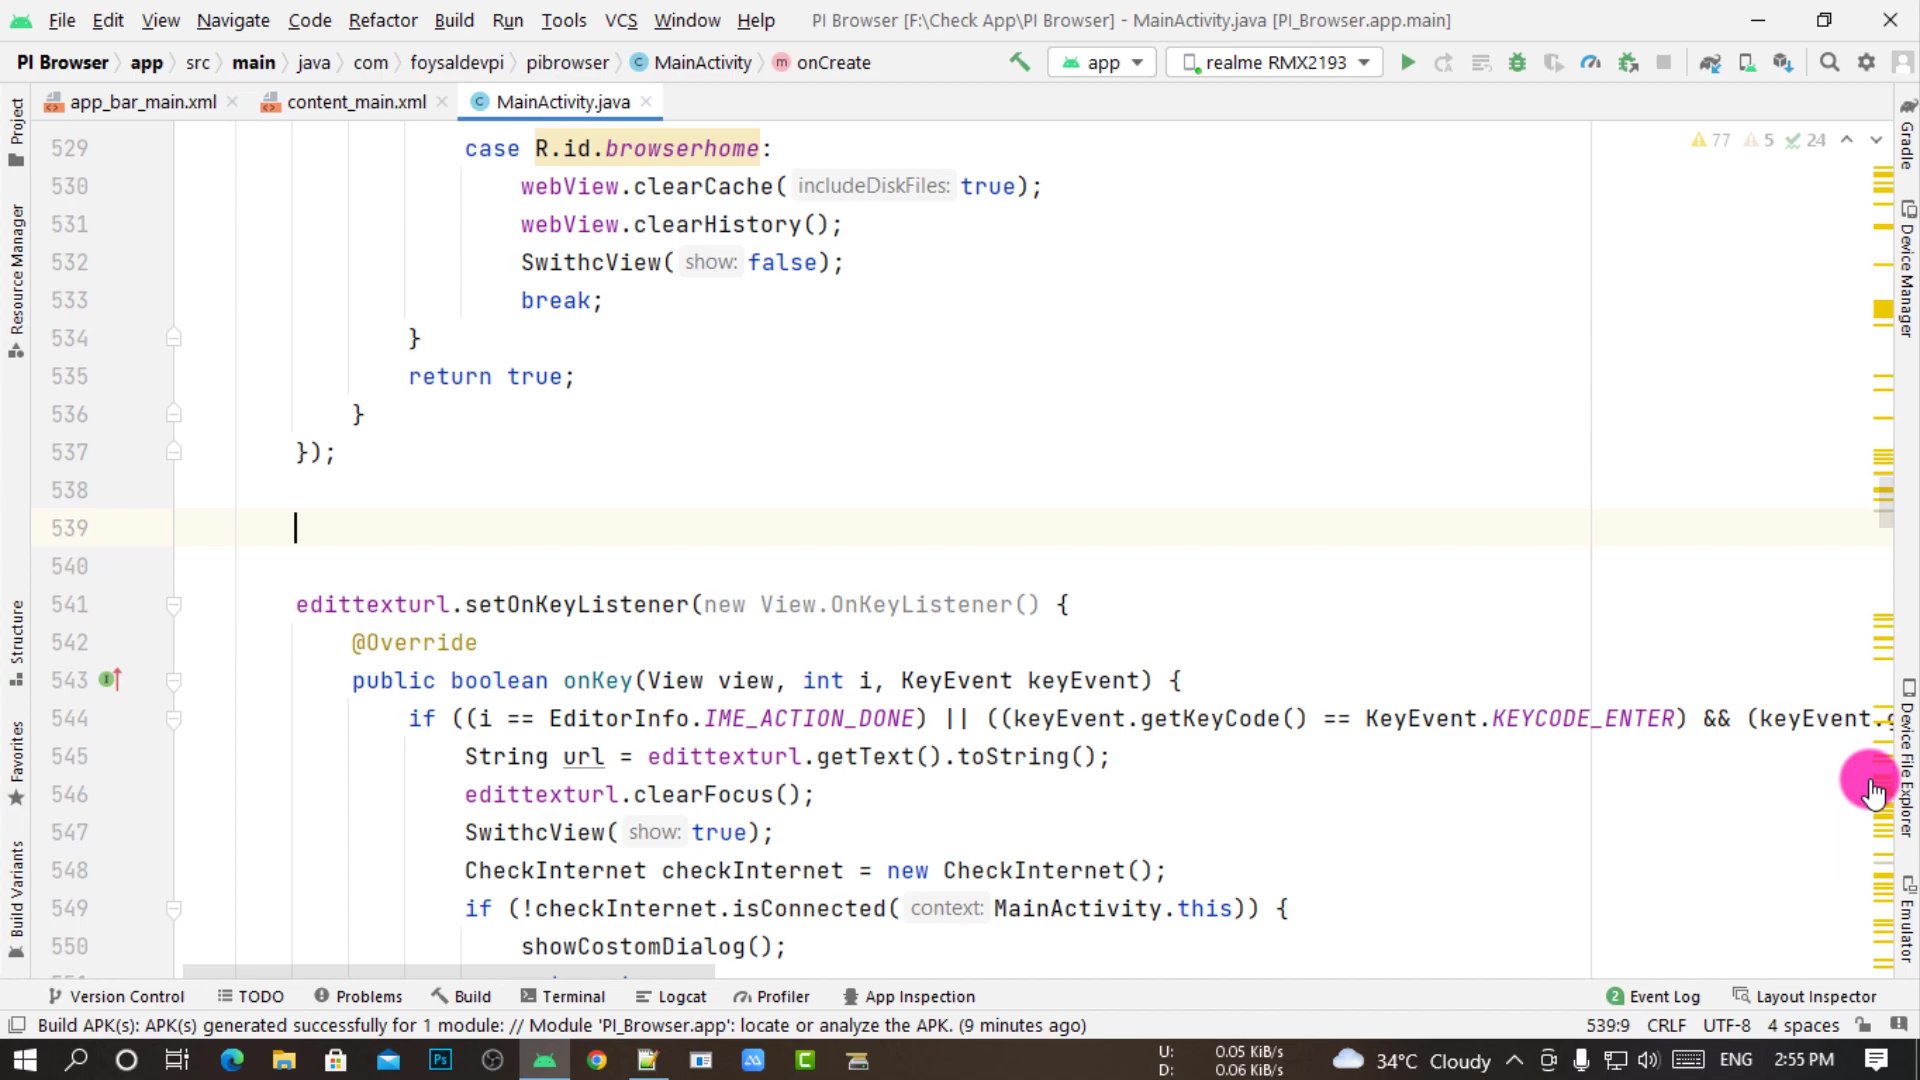 File Edit View Navigate Code Refactor Build Run Tools VCS Window Help PI Browser [F:\Check App\PI Browser] - MainActivity.java [PI_Browser.app.main]
PI Browser app src main java com foysaldevpi pibrowser MainActivity onCreate app realme RMX2193
app_bar_main.xml content_main.xml MainActivity.java
77 5 24
529 case R.id.browserhome:
530 webView.clearCache( includeDiskFiles: true);
531 webView.clearHistory();
532 SwithcView( show: false);
533 break;
534 }
535 return true;
536 }
537 });
538
539
540
541 edittexturl.setOnKeyListener(new View.OnKeyListener() {
542 @Override
543 public boolean onKey(View view, int i, KeyEvent keyEvent) {
544 if ((i == EditorInfo.IME_ACTION_DONE) || ((keyEvent.getKeyCode() == KeyEvent.KEYCODE_ENTER) && (keyEvent.
545 String url = edittexturl.getText().toString();
546 edittexturl.clearFocus();
547 SwithcView( show: true);
548 CheckInternet checkInternet = new CheckInternet();
549 if (!checkInternet.isConnected( context: MainActivity.this)) {
550 showCostomDialog();
Project
Resource Manager
Structure
Favorites
Build Variants
Gradle
Device Manager
Device File Explorer
Emulator
Version Control TODO Problems Build Terminal Logcat Profiler App Inspection 2 Event Log Layout Inspector
Build APK(s): APK(s) generated successfully for 1 module: // Module 'PI_Browser.app': locate or analyze the APK. (9 minutes ago) 539:9 CRLF UTF-8 4 spaces
Ps C
U: 0.05 KiB/s
D: 0.06 KiB/s
34°C Cloudy ENG 2:55 PM